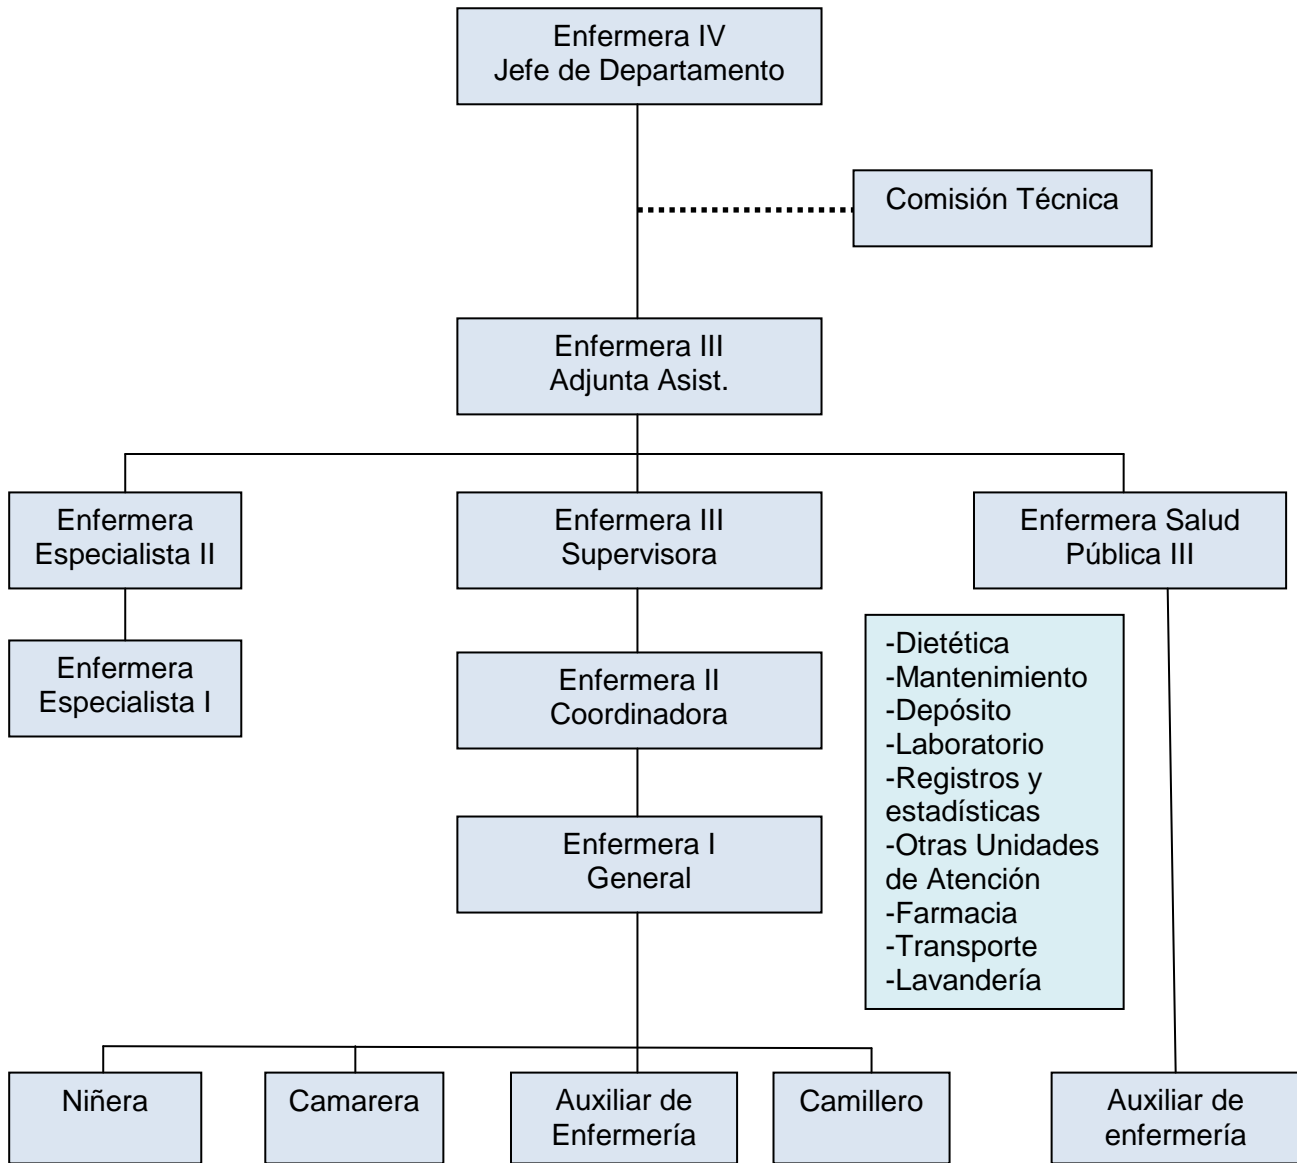 Enfermera IV
Jefe de Departamento
Comisión Técnica
Enfermera III
Adjunta Asist.
Enfermera
Especialista II
Enfermera III
Supervisora
Enfermera Salud
Pública III
Enfermera
Especialista I
Enfermera II
Coordinadora
-Dietética
-Mantenimiento
-Depósito
-Laboratorio
-Registros y
estadísticas
-Otras Unidades
de Atención
-Farmacia
-Transporte
-Lavandería
Enfermera I
General
Niñera
Camarera
Auxiliar de
Enfermería
Camillero
Auxiliar de
enfermería